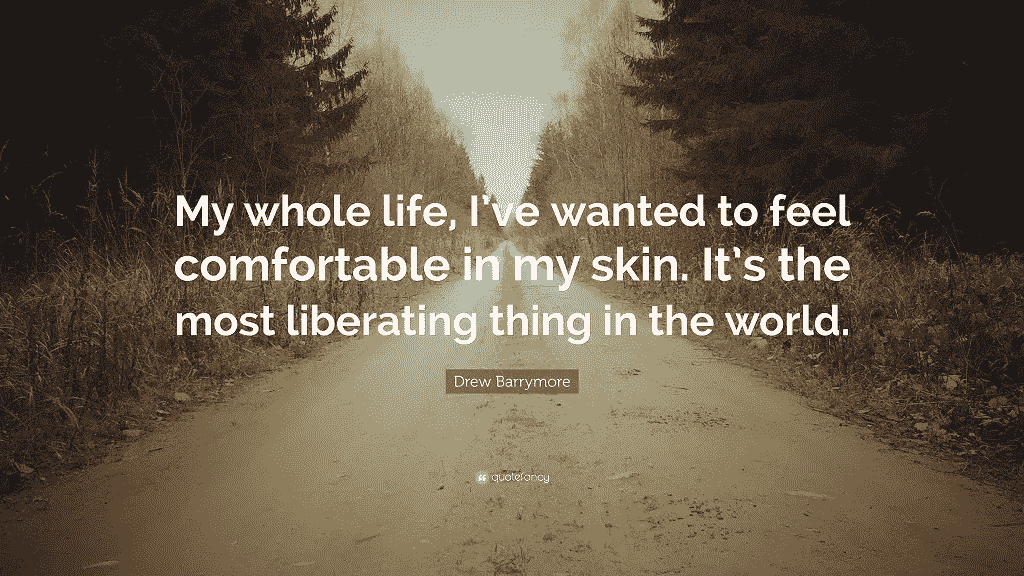 My whole life, I’ve wanted to feel
comfortable in my skin. It’s the
most liberating thing in the world.
Drew Barrymore
quotefancy